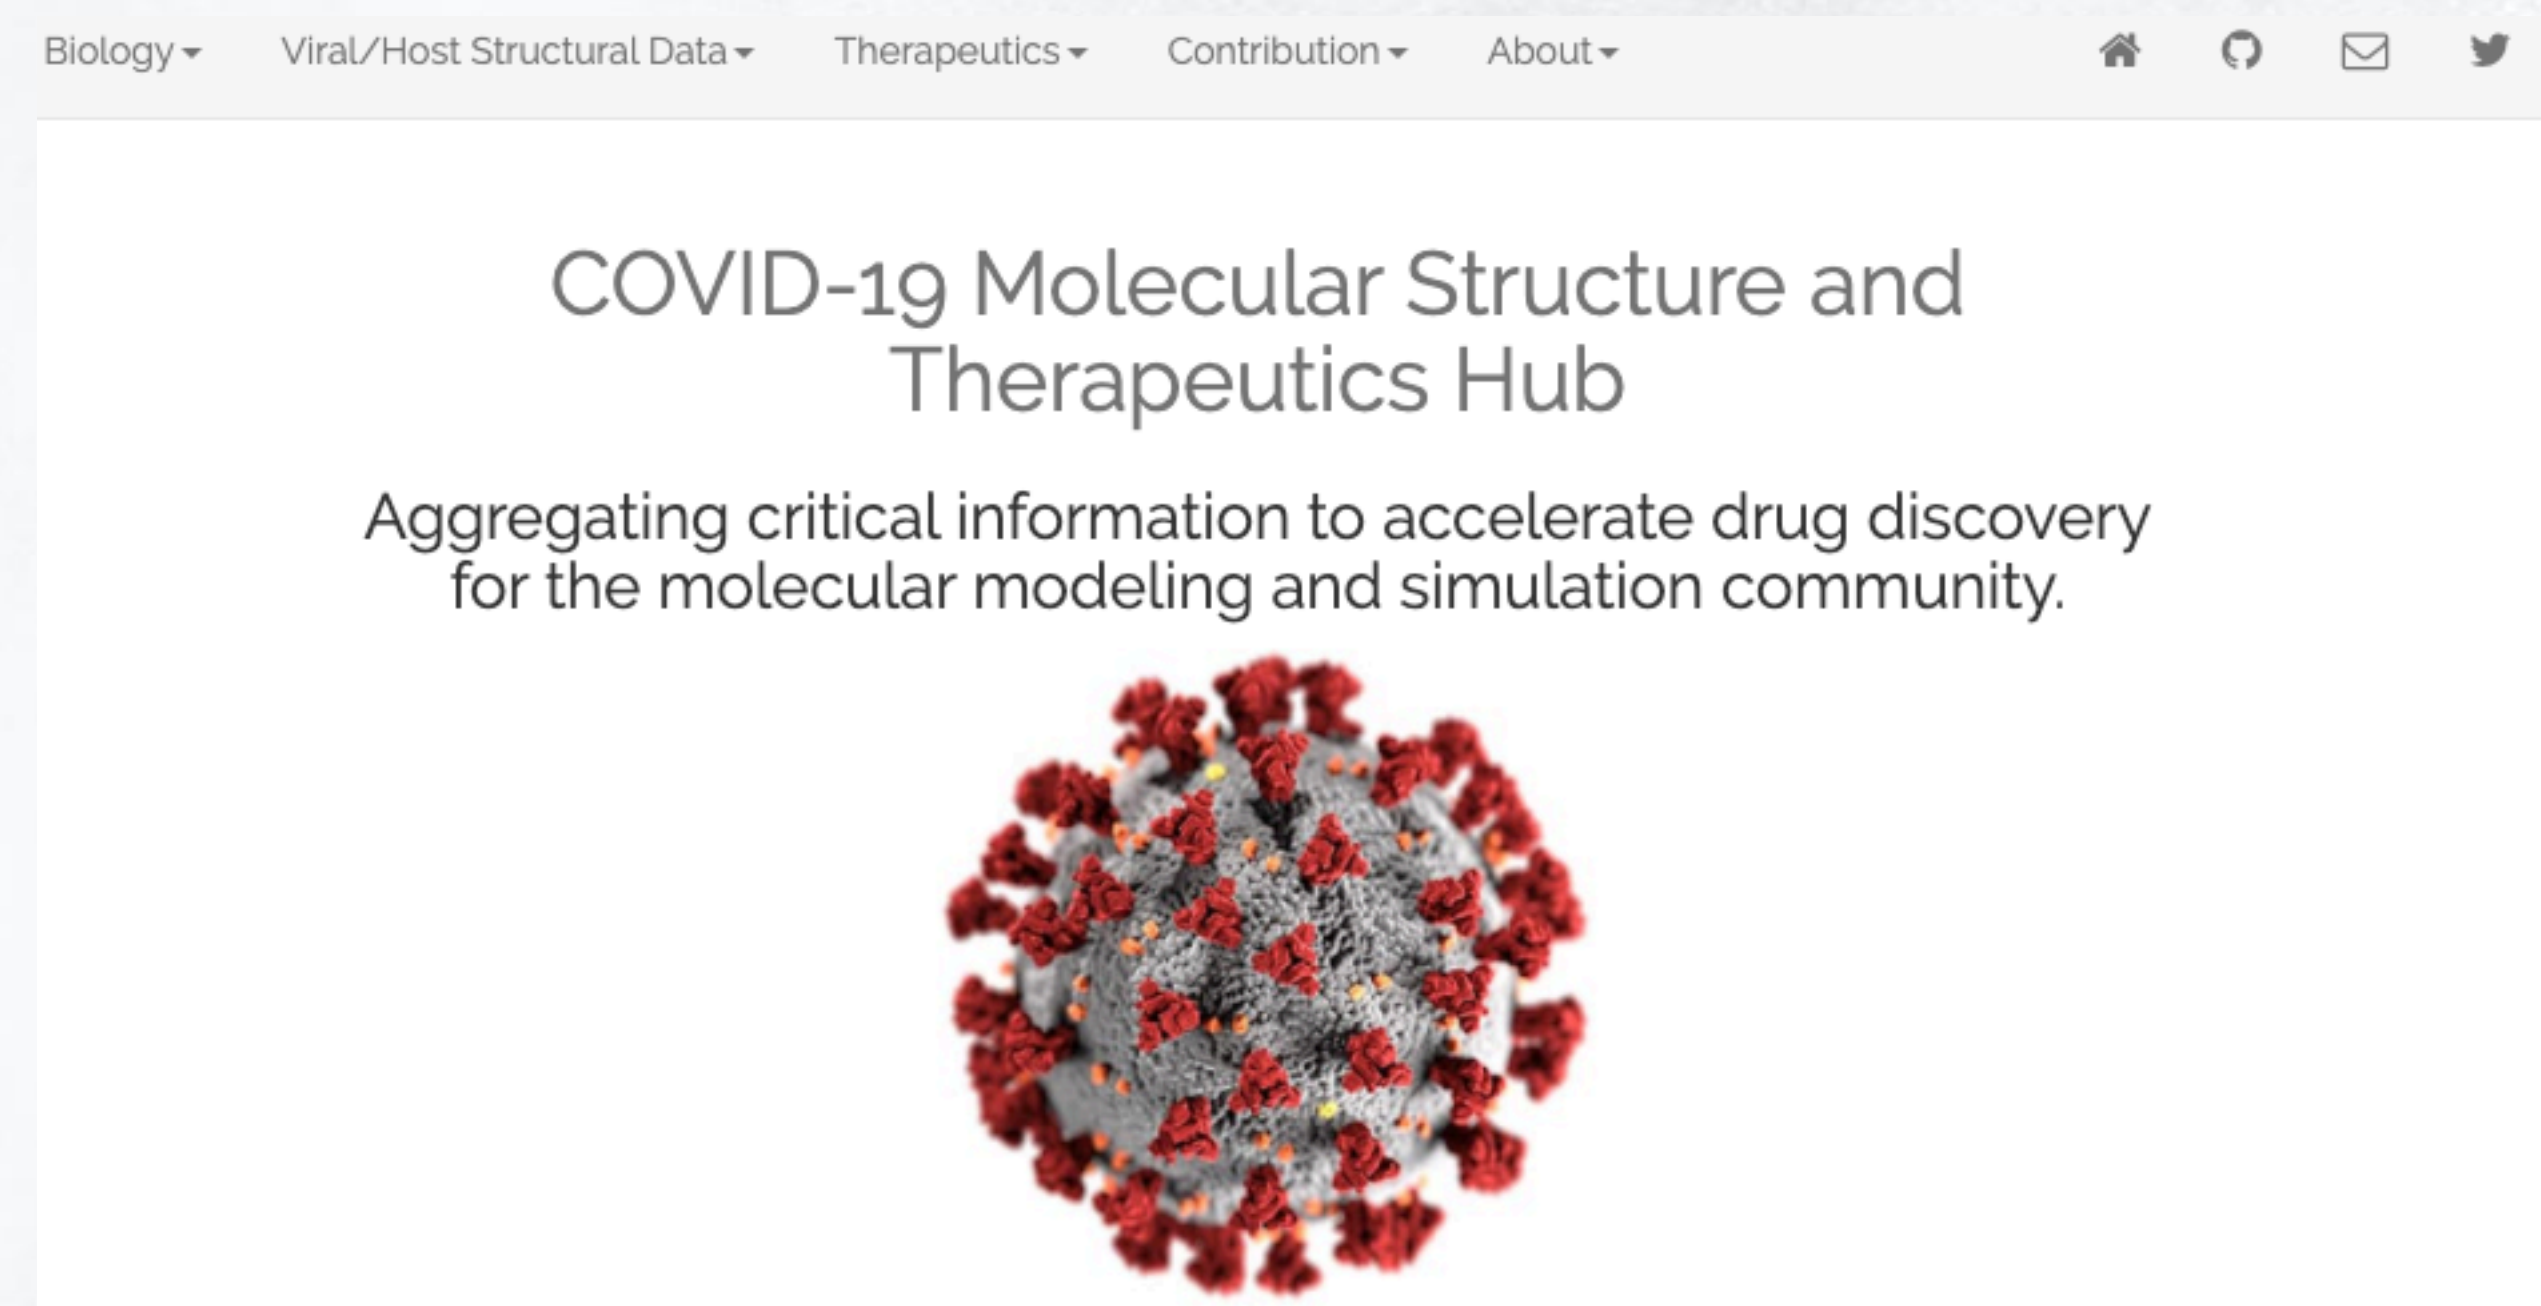 Biology Viral/Host Structural Data Therapeutics Contribution About
COVID-19 Molecular Structure and
Therapeutics Hub
Aggregating critical information to accelerate drug discovery
for the molecular modeling and simulation community.